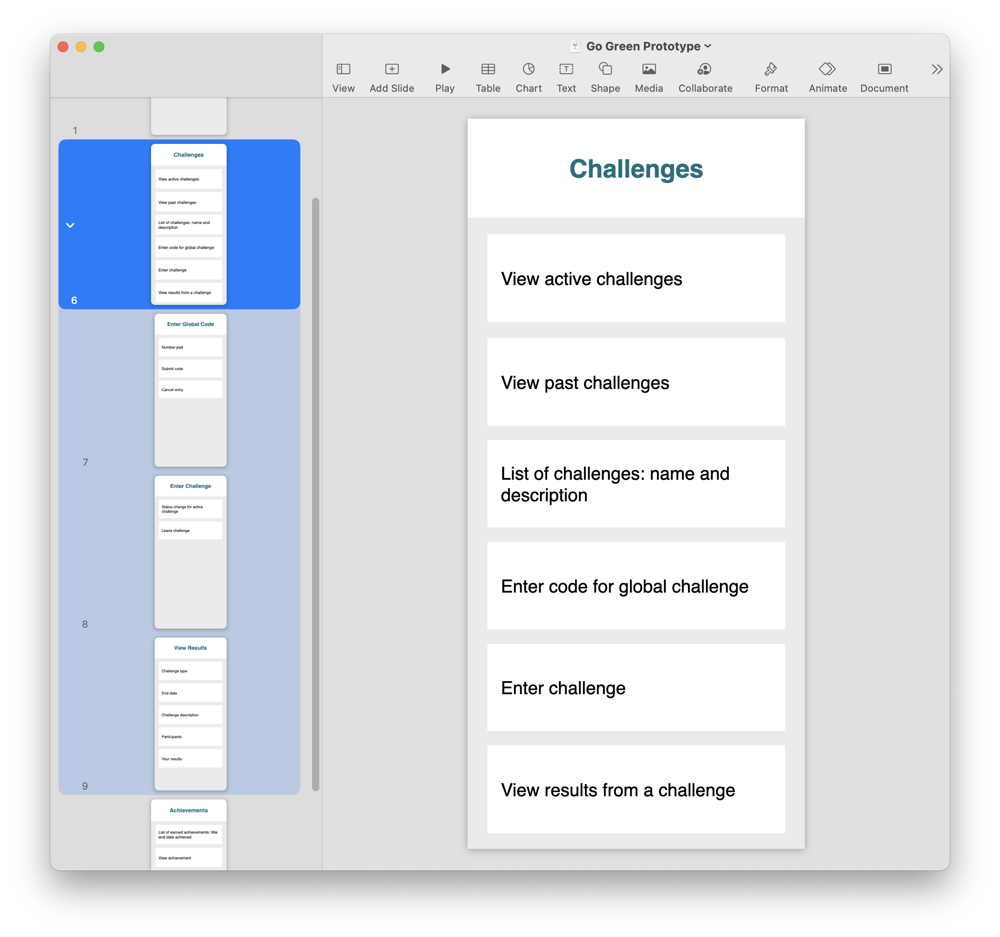 Go Green Prototype
View
Add Slide
Play
Table
Chart
Text
Shape
Media
Collaborate
Format
Animate
Document
1
Challenges
View active challenges
View past challenges
List of challenges: name and
description
Enter code for global challenge
Enter challenge
View results from a challenge
6
Enter Global Code
Number pad
Submit code
Cancel entry
7
Enter Challenge
Status change for active
challenge
Leave challenge
8
View Results
Challenge type
End date
Challenge description
Participants
Your results
9
Achievements
List of earned achievements: title
and date achieved
View achievement
Challenges
View active challenges
View past challenges
List of challenges: name and
description
Enter code for global challenge
Enter challenge
View results from a challenge